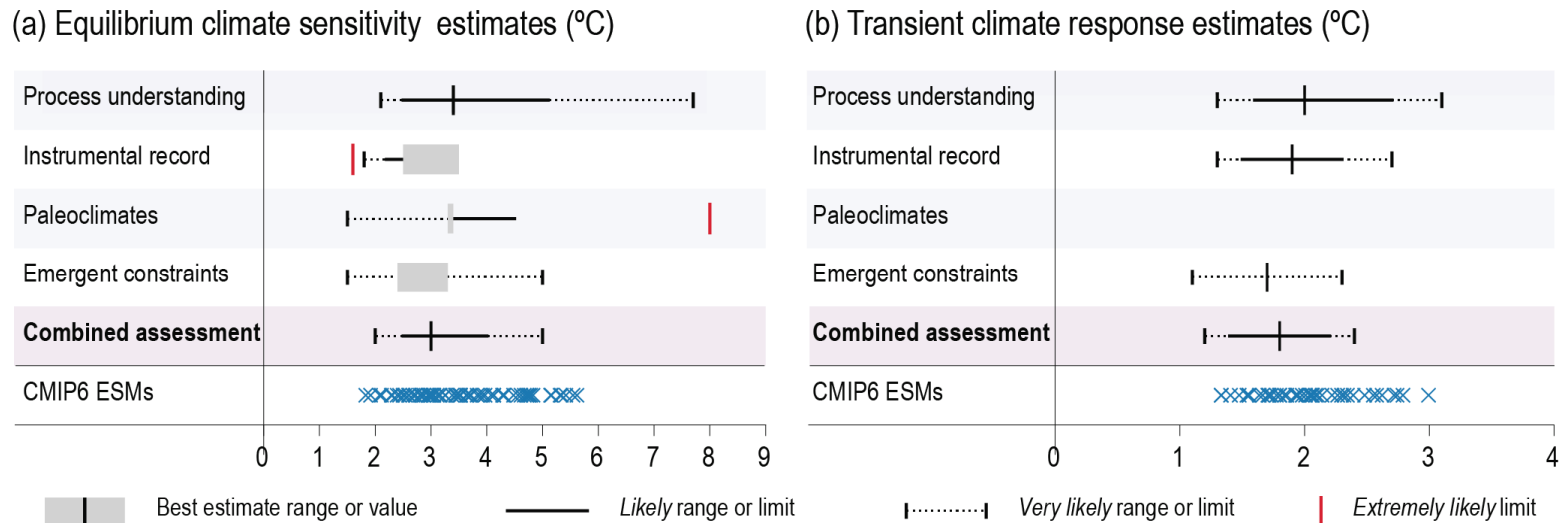 (a) Equilibrium climate sensitivity estimates (ºC)
(b) Transient climate response estimates (ºC)
Process understanding
Instrumental record
Paleoclimates
Emergent constraints
Combined assessment
CMIP6 ESMs
0 1 2 3 4 5 6 7 8 9
Process understanding
Instrumental record
Paleoclimates
Emergent constraints
Combined assessment
CMIP6 ESMs
0 1 2 3 4
Best estimate range or value
Likely range or limit
Very likely range or limit
Extremely likely limit